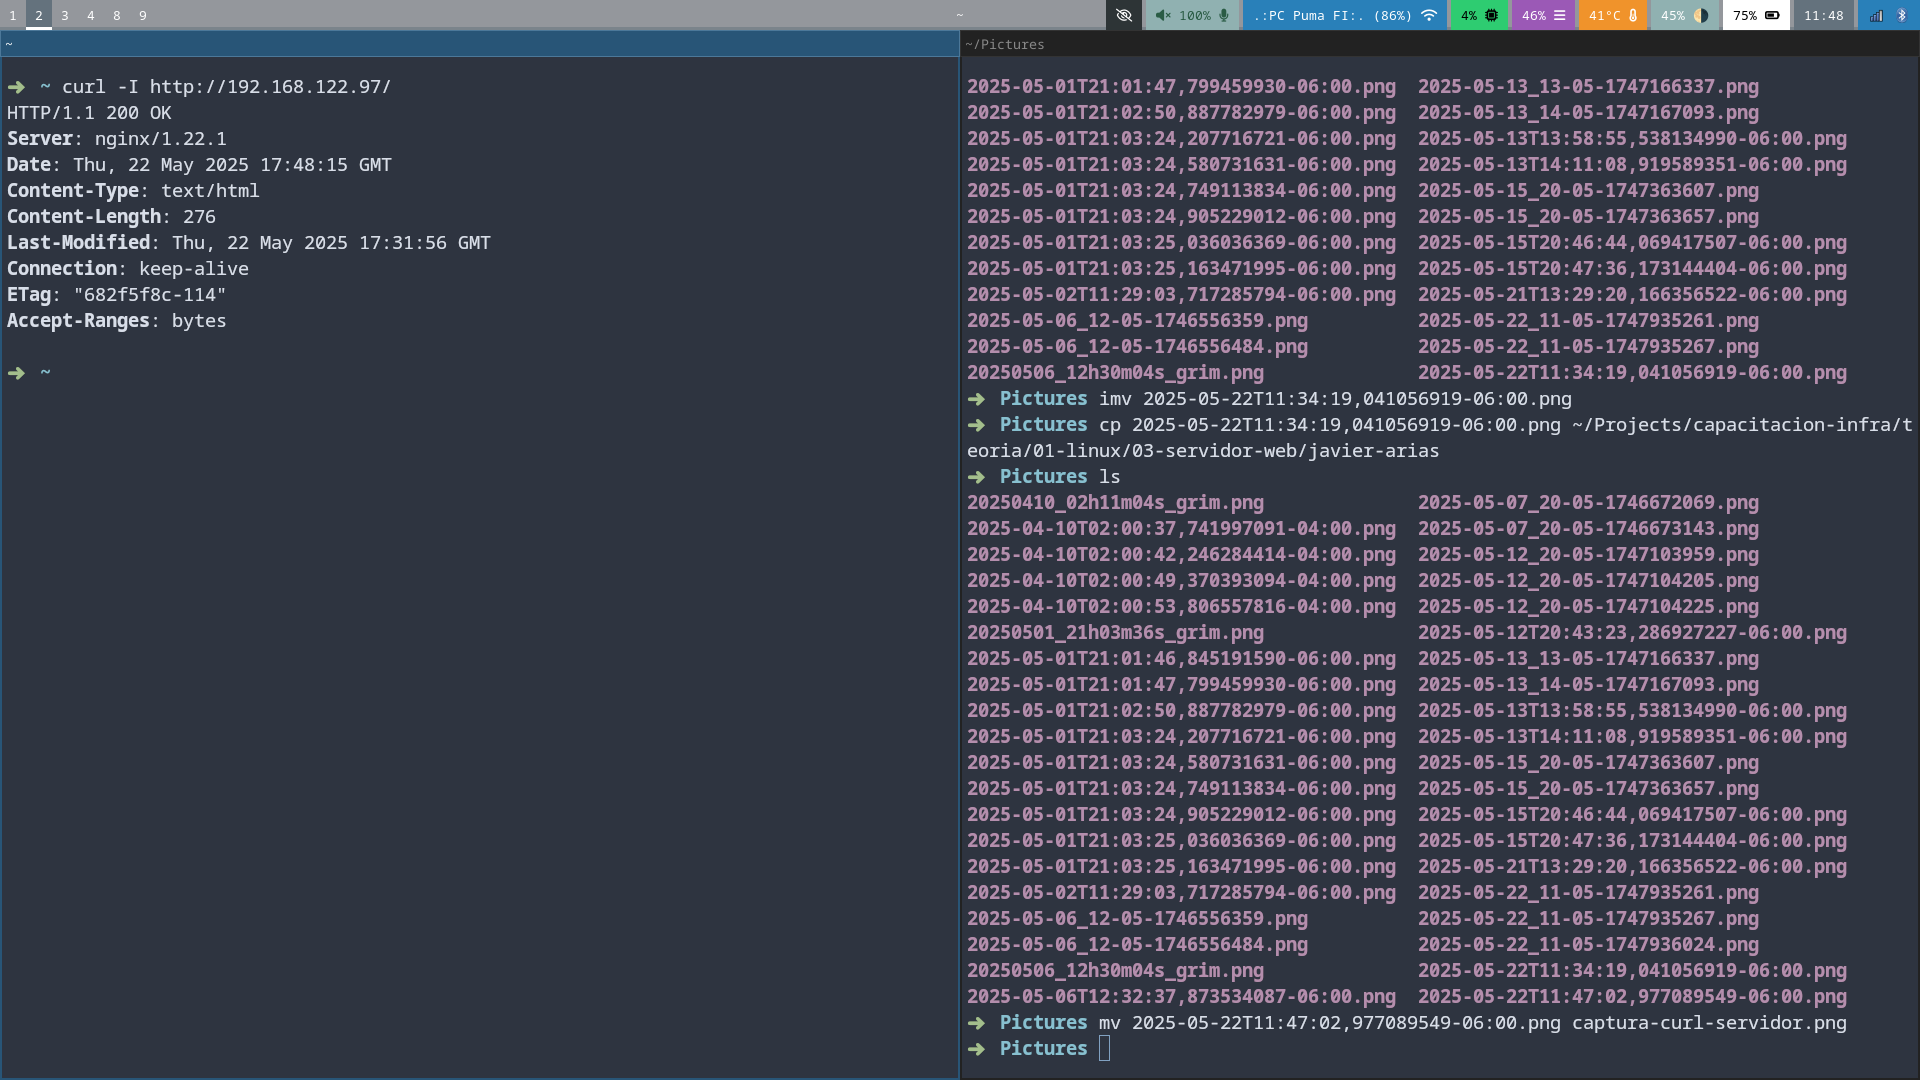 1 2 3 4 8 9 ~ 100% .:PC Puma FI:. (86%) 4% 46% 41°C 45% 75% 11:48
~
➜ ~ curl -I http://192.168.122.97/
HTTP/1.1 200 OK
Server: nginx/1.22.1
Date: Thu, 22 May 2025 17:48:15 GMT
Content-Type: text/html
Content-Length: 276
Last-Modified: Thu, 22 May 2025 17:31:56 GMT
Connection: keep-alive
ETag: "682f5f8c-114"
Accept-Ranges: bytes
➜ ~
~/Pictures
2025-05-01T21:01:47,799459930-06:00.png 2025-05-13_13-05-1747166337.png
2025-05-01T21:02:50,887782979-06:00.png 2025-05-13_14-05-1747167093.png
2025-05-01T21:03:24,207716721-06:00.png 2025-05-13T13:58:55,538134990-06:00.png
2025-05-01T21:03:24,580731631-06:00.png 2025-05-13T14:11:08,919589351-06:00.png
2025-05-01T21:03:24,749113834-06:00.png 2025-05-15_20-05-1747363607.png
2025-05-01T21:03:24,905229012-06:00.png 2025-05-15_20-05-1747363657.png
2025-05-01T21:03:25,036036369-06:00.png 2025-05-15T20:46:44,069417507-06:00.png
2025-05-01T21:03:25,163471995-06:00.png 2025-05-15T20:47:36,173144404-06:00.png
2025-05-02T11:29:03,717285794-06:00.png 2025-05-21T13:29:20,166356522-06:00.png
2025-05-06_12-05-1746556359.png 2025-05-22_11-05-1747935261.png
2025-05-06_12-05-1746556484.png 2025-05-22_11-05-1747935267.png
20250506_12h30m04s_grim.png 2025-05-22T11:34:19,041056919-06:00.png
➜ Pictures imv 2025-05-22T11:34:19,041056919-06:00.png
➜ Pictures cp 2025-05-22T11:34:19,041056919-06:00.png ~/Projects/capacitacion-infra/t
eoria/01-linux/03-servidor-web/javier-arias
➜ Pictures ls
20250410_02h11m04s_grim.png 2025-05-07_20-05-1746672069.png
2025-04-10T02:00:37,741997091-04:00.png 2025-05-07_20-05-1746673143.png
2025-04-10T02:00:42,246284414-04:00.png 2025-05-12_20-05-1747103959.png
2025-04-10T02:00:49,370393094-04:00.png 2025-05-12_20-05-1747104205.png
2025-04-10T02:00:53,806557816-04:00.png 2025-05-12_20-05-1747104225.png
20250501_21h03m36s_grim.png 2025-05-12T20:43:23,286927227-06:00.png
2025-05-01T21:01:46,845191590-06:00.png 2025-05-13_13-05-1747166337.png
2025-05-01T21:01:47,799459930-06:00.png 2025-05-13_14-05-1747167093.png
2025-05-01T21:02:50,887782979-06:00.png 2025-05-13T13:58:55,538134990-06:00.png
2025-05-01T21:03:24,207716721-06:00.png 2025-05-13T14:11:08,919589351-06:00.png
2025-05-01T21:03:24,580731631-06:00.png 2025-05-15_20-05-1747363607.png
2025-05-01T21:03:24,749113834-06:00.png 2025-05-15_20-05-1747363657.png
2025-05-01T21:03:24,905229012-06:00.png 2025-05-15T20:46:44,069417507-06:00.png
2025-05-01T21:03:25,036036369-06:00.png 2025-05-15T20:47:36,173144404-06:00.png
2025-05-01T21:03:25,163471995-06:00.png 2025-05-21T13:29:20,166356522-06:00.png
2025-05-02T11:29:03,717285794-06:00.png 2025-05-22_11-05-1747935261.png
2025-05-06_12-05-1746556359.png 2025-05-22_11-05-1747935267.png
2025-05-06_12-05-1746556484.png 2025-05-22_11-05-1747936024.png
20250506_12h30m04s_grim.png 2025-05-22T11:34:19,041056919-06:00.png
2025-05-06T12:32:37,873534087-06:00.png 2025-05-22T11:47:02,977089549-06:00.png
➜ Pictures mv 2025-05-22T11:47:02,977089549-06:00.png captura-curl-servidor.png
➜ Pictures